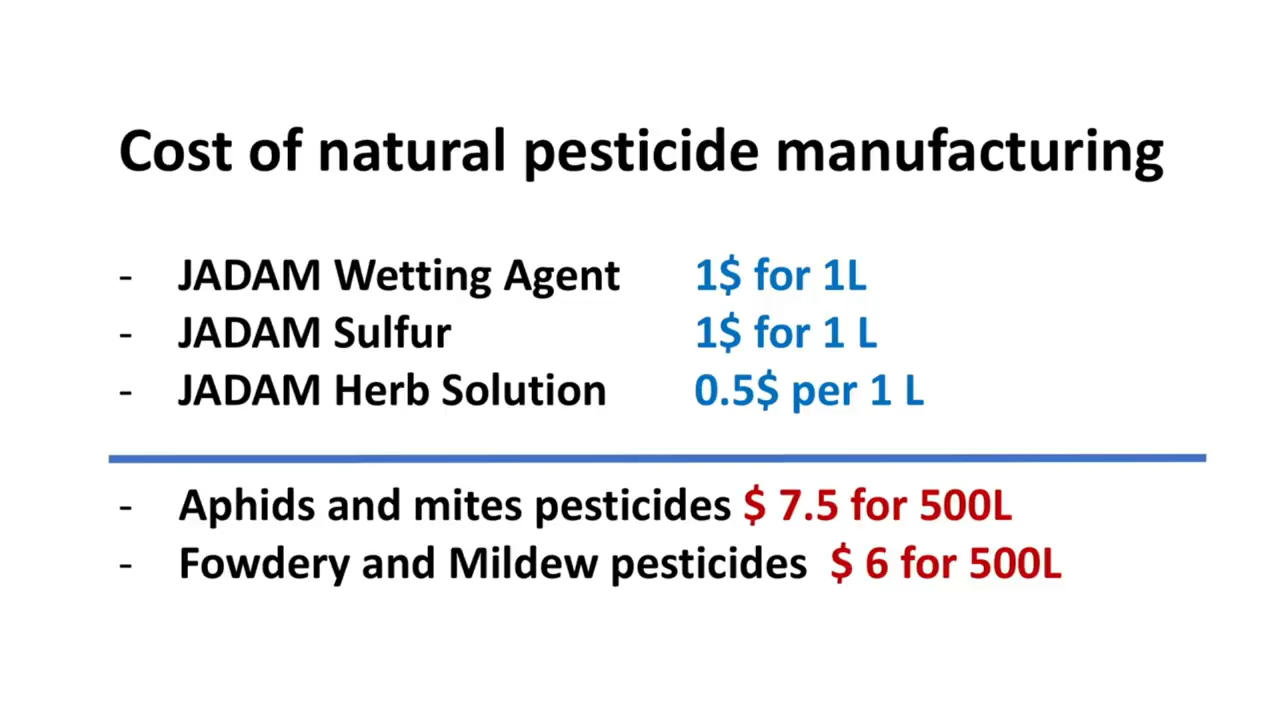 Cost of natural pesticide manufacturing
- JADAM Wetting Agent 1$ for 1L
- JADAM Sulfur 1$ for 1 L
- JADAM Herb Solution 0.5$ per 1 L
- Aphids and mites pesticides $ 7.5 for 500L
- Fowdery and Mildew pesticides $ 6 for 500L